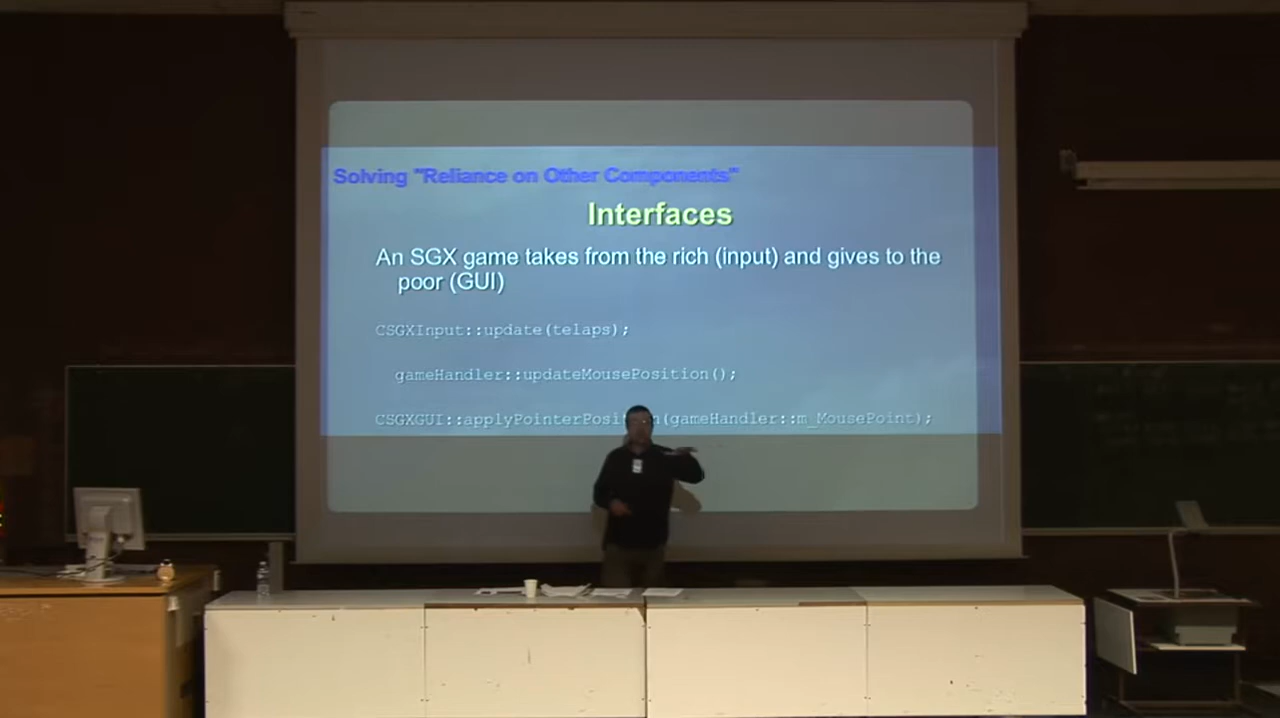 Solving "Reliance on Other Components"
Interfaces
An SGX game takes from the rich (input) and gives to the
poor (GUI)
CSGXInput::update(telaps);
gameHandler::updateMousePosition();
CSGXGUI::applyPointerPosition(gameHandler::m_MousePoint);